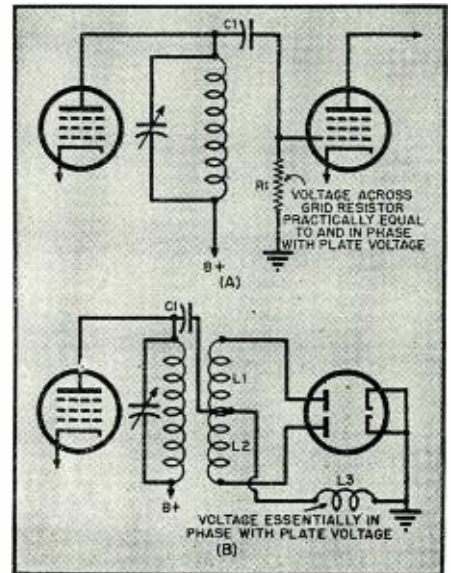 C1
R1
VOLTAGE ACROSS
GRID RESISTOR
PRACTICALLY EQUAL
TO AND IN PHASE
WITH PLATE VOLTAGE
B+
(A)
C1
L1
L2
L3
B+
VOLTAGE ESSENTIALLY IN
PHASE WITH PLATE VOLTAGE
(B)